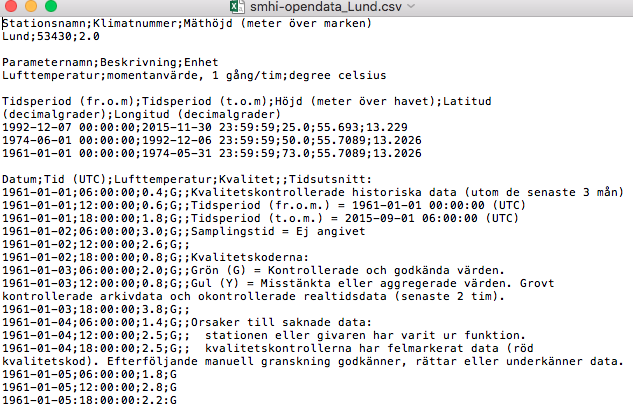 smhi-opendata_Lund.csv
Stationsnamn;Klimatnummer;Mäthöjd (meter över marken)
Lund;53430;2.0
Parameternamn;Beskrivning;Enhet
Lufttemperatur;momentanvärde, 1 gång/tim;degree celsius
Tidsperiod (fr.o.m);Tidsperiod (t.o.m);Höjd (meter över havet);Latitud
(decimalgrader);Longitud (decimalgrader)
1992-12-07 00:00:00;2015-11-30 23:59:59;25.0;55.693;13.229
1974-06-01 00:00:00;1992-12-06 23:59:59;50.0;55.7089;13.2026
1961-01-01 00:00:00;1974-05-31 23:59:59;73.0;55.7089;13.2026
Datum;Tid (UTC);Lufttemperatur;Kvalitet;;Tidsutsnitt:
1961-01-01;06:00:00;0.4;G;;Kvalitetskontrollerade historiska data (utom de senaste 3 mån)
1961-01-01;12:00:00;0.6;G;;Tidsperiod (fr.o.m.) = 1961-01-01 00:00:00 (UTC)
1961-01-01;18:00:00;1.8;G;;Tidsperiod (t.o.m.) = 2015-09-01 06:00:00 (UTC)
1961-01-02;06:00:00;3.0;G;;Samplingstid = Ej angivet
1961-01-02;12:00:00;2.6;G;;
1961-01-02;18:00:00;0.8;G;;Kvalitetskoderna:
1961-01-03;06:00:00;2.0;G;;Grön (G) = Kontrollerade och godkända värden.
1961-01-03;12:00:00;0.8;G;;Gul (Y) = Misstänkta eller aggregerade värden. Grovt
kontrollerade arkivdata och okontrollerade realtidsdata (senaste 2 tim).
1961-01-03;18:00:00;3.8;G;;
1961-01-04;06:00:00;1.4;G;;Orsaker till saknade data:
1961-01-04;12:00:00;2.5;G;;  stationen eller givaren har varit ur funktion.
1961-01-04;18:00:00;2.5;G;;  kvalitetskontrollerna har felmarkerat data (röd
kvalitetskod). Efterföljande manuell granskning godkänner, rättar eller underkänner data.
1961-01-05;06:00:00;1.8;G
1961-01-05;12:00:00;2.8;G
1961-01-05;18:00:00;2.2;G